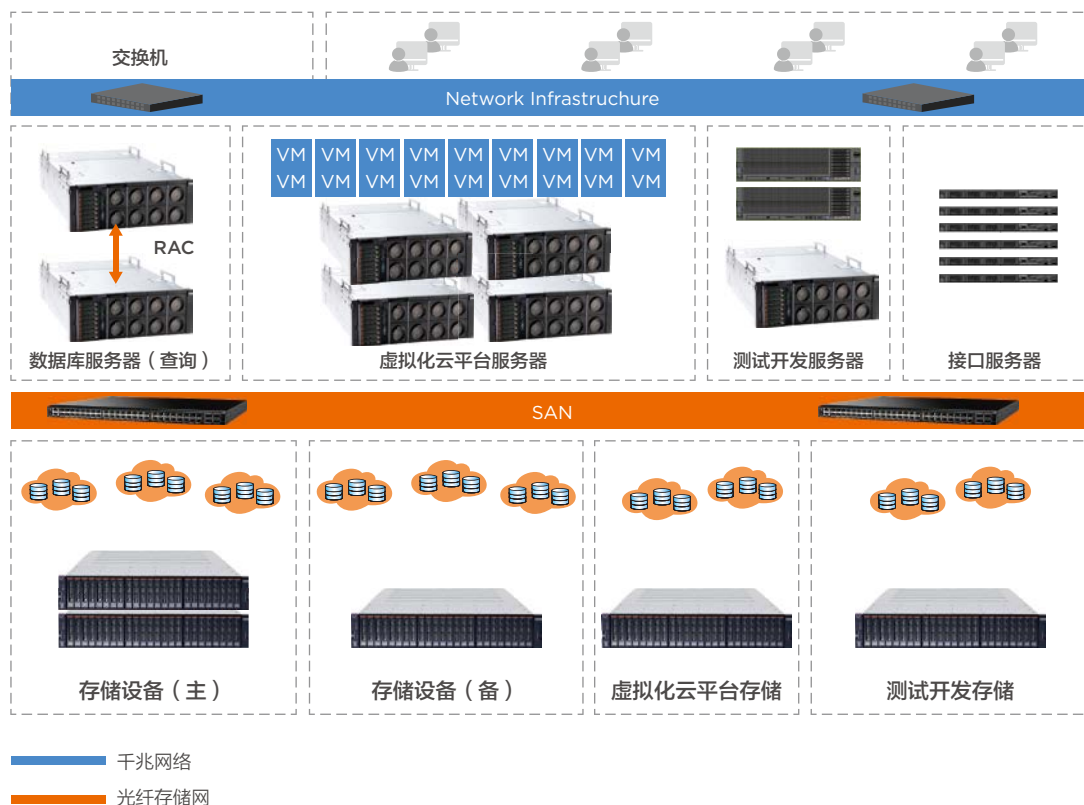 交换机
Network Infrastruchure
VM VM VM VM VM VM VM VM VM
VM VM VM VM VM VM VM VM VM
RAC
数据库服务器（查询）
虚拟化云平台服务器
测试开发服务器
接口服务器
SAN
存储设备（主）
存储设备（备）
虚拟化云平台存储
测试开发存储
千兆网络
光纤存储网